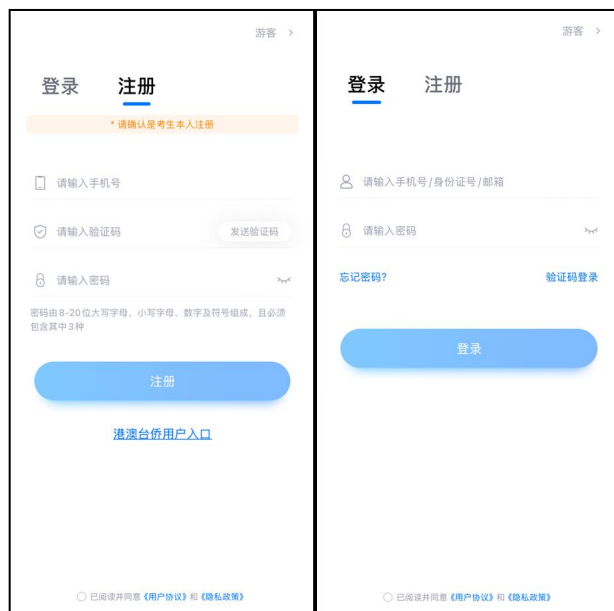 游客 >
登录 注册
* 请确认是考生本人注册
请输入手机号
请输入验证码 发送验证码
请输入密码
密码由8-20位大写字母、小写字母、数字及符号组成，且必须
包含其中3种
注册
港澳台侨用户入口
已阅读并同意《用户协议》和《隐私政策》
游客 >
登录 注册
请输入手机号/身份证号/邮箱
请输入密码
忘记密码? 验证码登录
登录
已阅读并同意《用户协议》和《隐私政策》